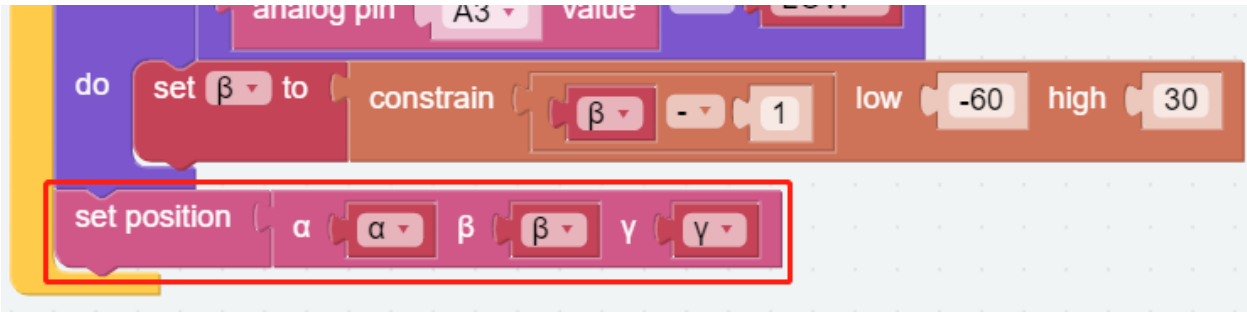 analog pin A3 value
do set β to constrain β - 1 low -60 high 30
set position α α β β γ γ